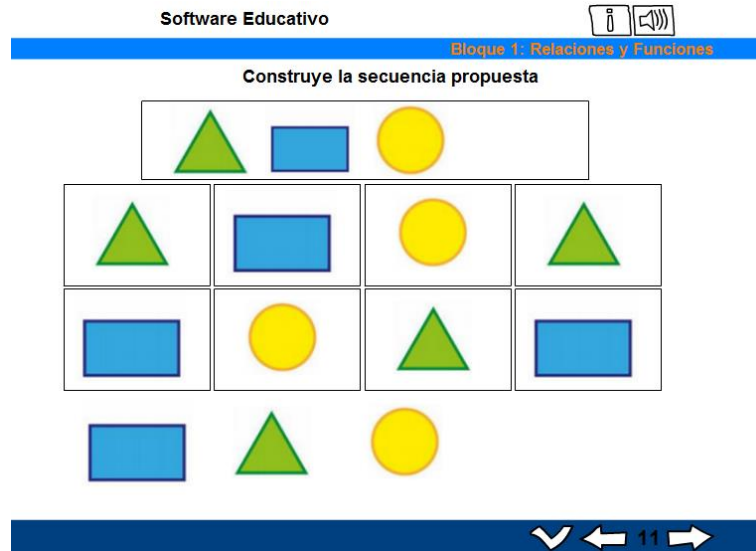 Software Educativo
i
Bloque 1: Relaciones y Funciones
Construye la secuencia propuesta
11